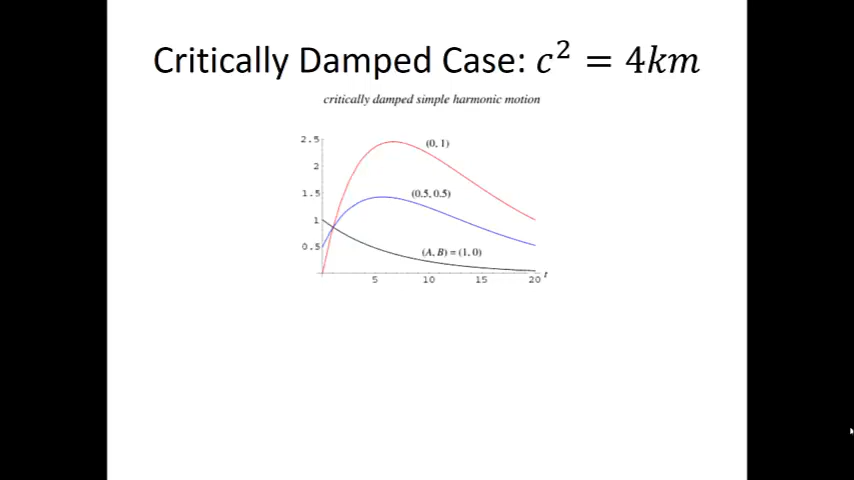 Critically Damped Case: c² = 4km
critically damped simple harmonic motion
2.5
(0, 1)
2
1.5
(0.5, 0.5)
1
0.5
(A, B) = (1, 0)
5 10 15 20 t